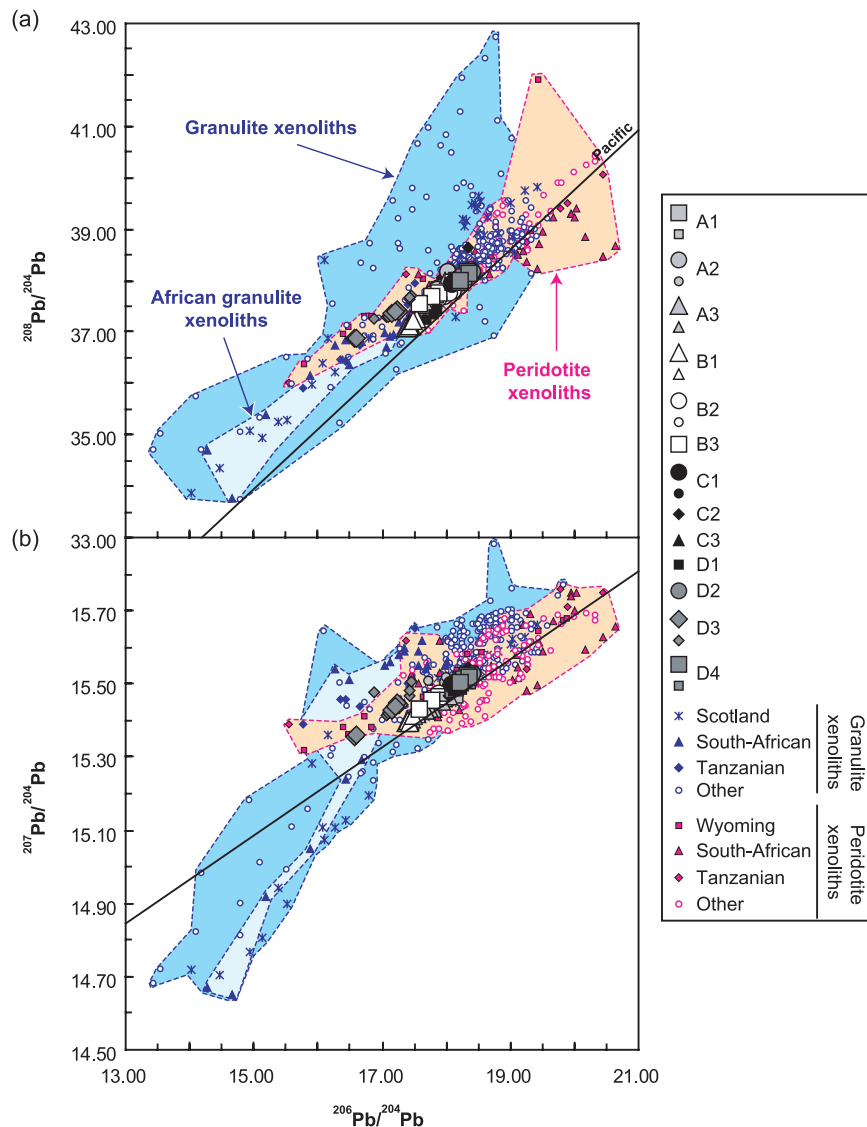 (a)
43.00
41.00
39.00
37.00
35.00
33.00
208Pb/204Pb
Granulite xenoliths
African granulite
xenoliths
Peridotite
xenoliths
Pacific
(b)
15.70
15.50
15.30
15.10
14.90
14.70
14.50
207Pb/204Pb
13.00 15.00 17.00 19.00 21.00
206Pb/204Pb
A1
A2
A3
B1
B2
B3
C1
C2
C3
D1
D2
D3
D4
Scotland
South-African
Tanzanian
Other
Granulite
xenoliths
Wyoming
South-African
Tanzanian
Other
Peridotite
xenoliths